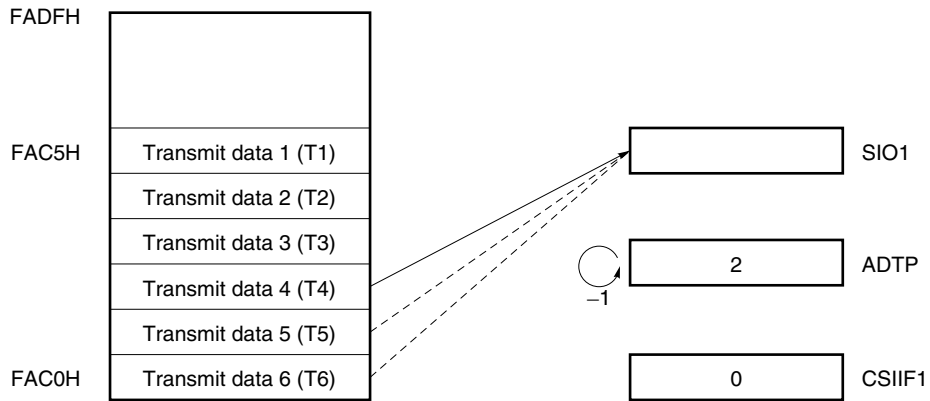 FADFH
FAC5H Transmit data 1 (T1) SIO1
Transmit data 2 (T2)
Transmit data 3 (T3)
2 ADTP
Transmit data 4 (T4)
−1
Transmit data 5 (T5)
FAC0H Transmit data 6 (T6) 0 CSIIF1